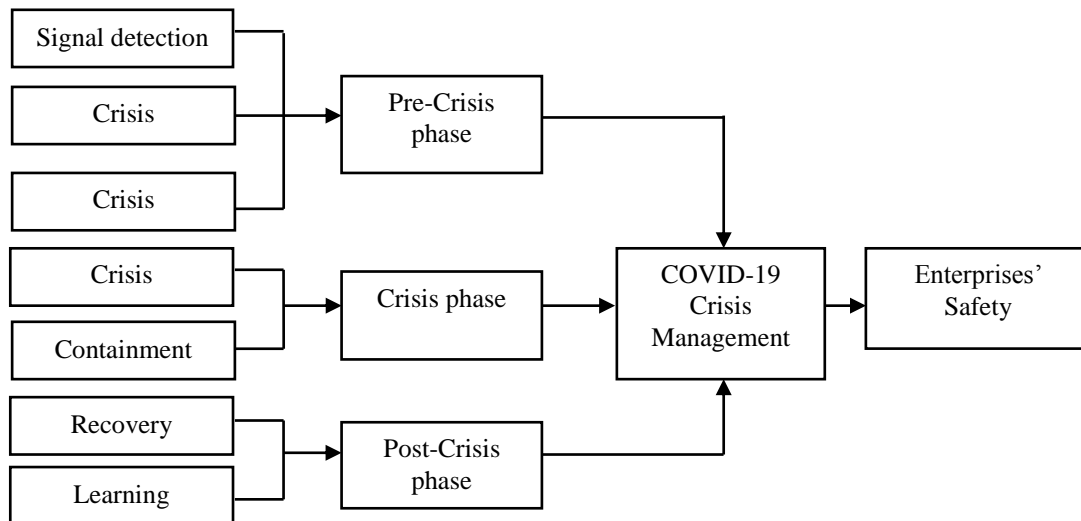 Signal detection
Crisis
Crisis
Crisis
Containment
Recovery
Learning
Pre-Crisis
phase
Crisis phase
Post-Crisis
phase
COVID-19
Crisis
Management
Enterprises’
Safety